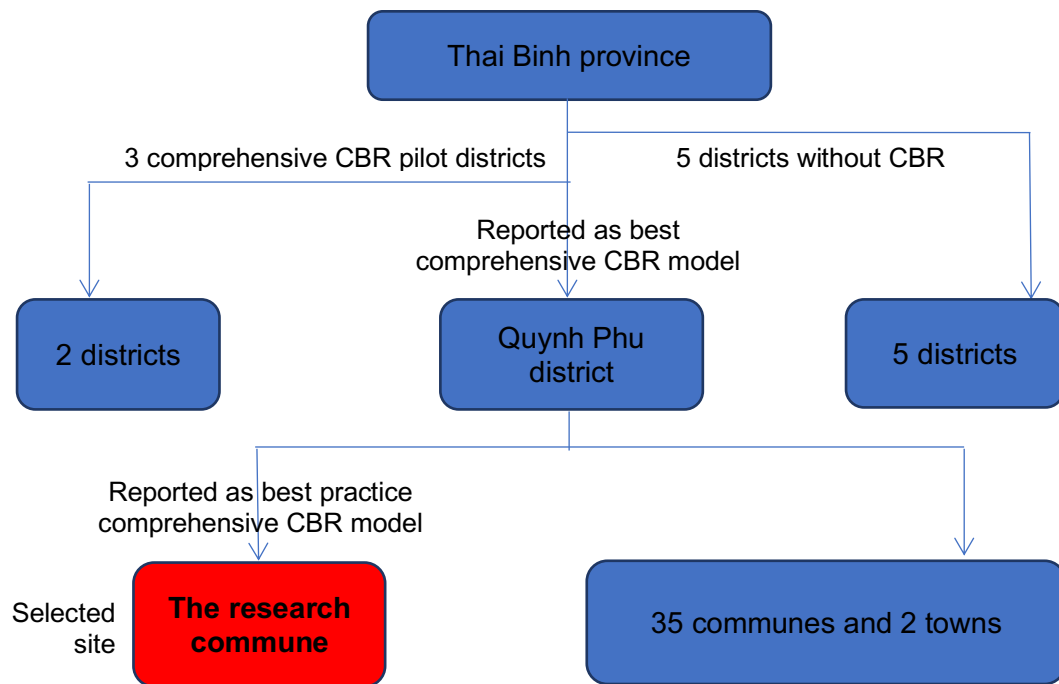 Thai Binh province
3 comprehensive CBR pilot districts
5 districts without CBR
Reported as best
comprehensive CBR model
2 districts
Quynh Phu
district
5 districts
Reported as best practice
comprehensive CBR model
Selected
site
The research
commune
35 communes and 2 towns